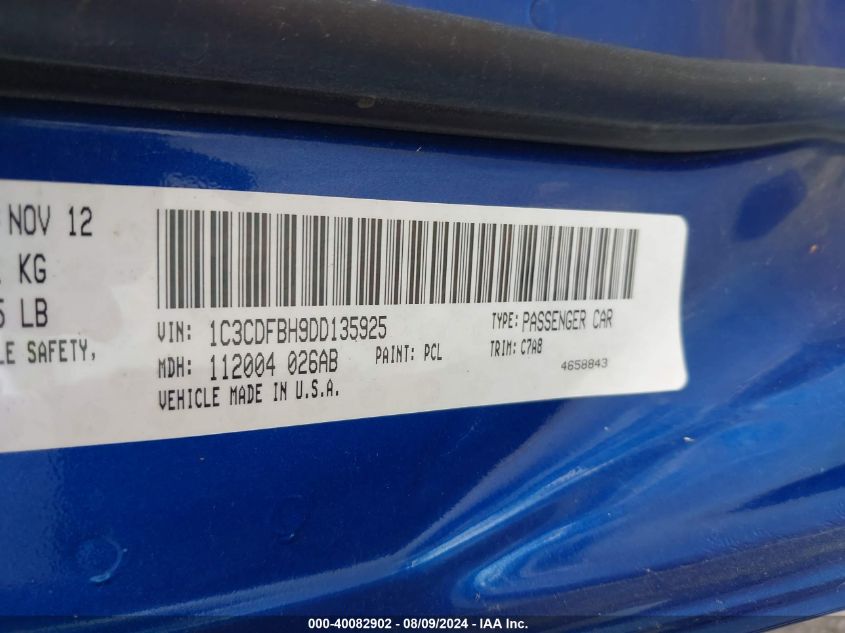 NOV 12
KG
LB
SAFETY,
VIN: 1C3CDFBH9DD135925
TYPE: PASSENGER CAR
MDH: 112004 026AB
PAINT: PCL
TRIM: C7A8
VEHICLE MADE IN U.S.A.
4658843
000-40082902 - 08/09/2024 - IAA Inc.